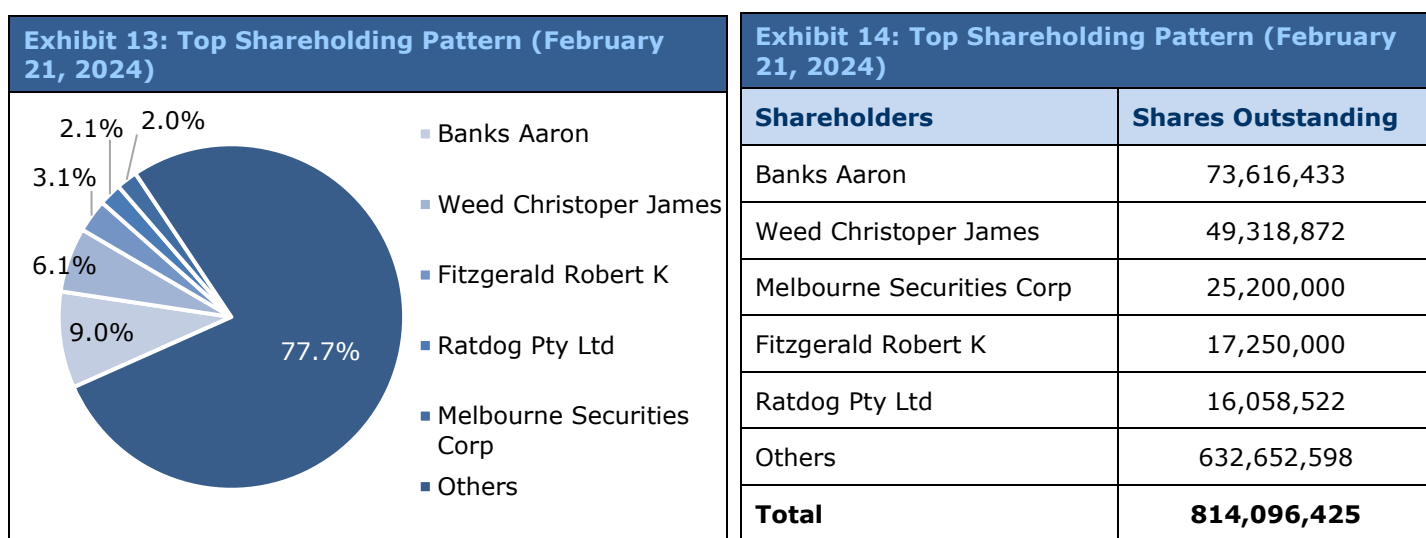 Exhibit 13: Top Shareholding Pattern (February
21, 2024)
2.1%
2.0%
3.1%
6.1%
9.0%
77.7%
Banks Aaron
Weed Christoper James
Fitzgerald Robert K
Ratdog Pty Ltd
Melbourne Securities
Corp
Others
Exhibit 14: Top Shareholding Pattern (February
21, 2024)
Shareholders Shares Outstanding
Banks Aaron 73,616,433
Weed Christoper James 49,318,872
Melbourne Securities Corp 25,200,000
Fitzgerald Robert K 17,250,000
Ratdog Pty Ltd 16,058,522
Others 632,652,598
Total 814,096,425